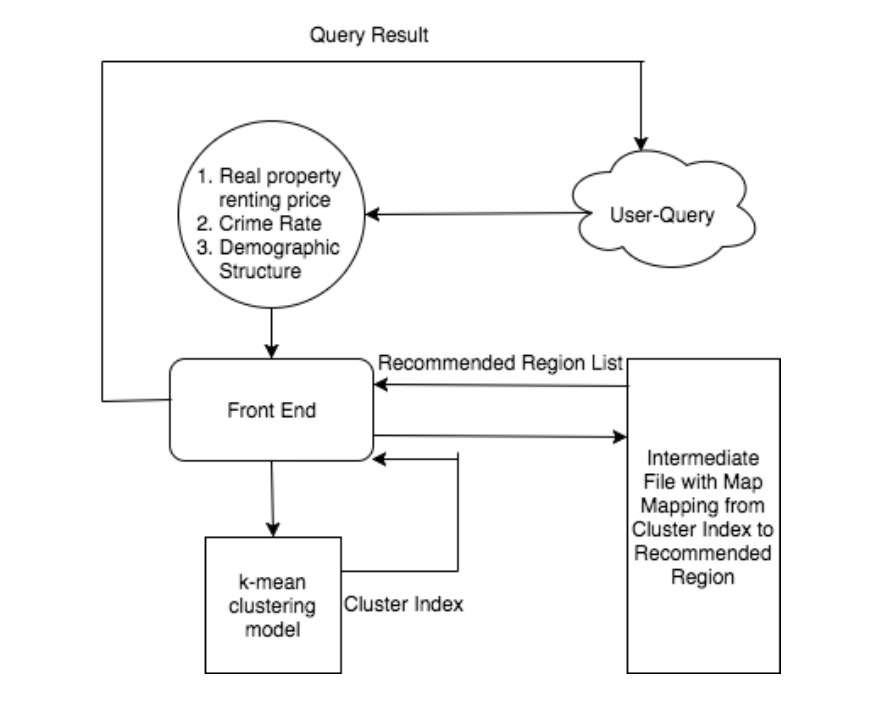 Query Result
1. Real property
renting price
2. Crime Rate
3. Demographic
Structure
User-Query
Recommended Region List
Front End
Intermediate
File with Map
Mapping from
Cluster Index to
Recommended
Region
k-mean
clustering
model
Cluster Index